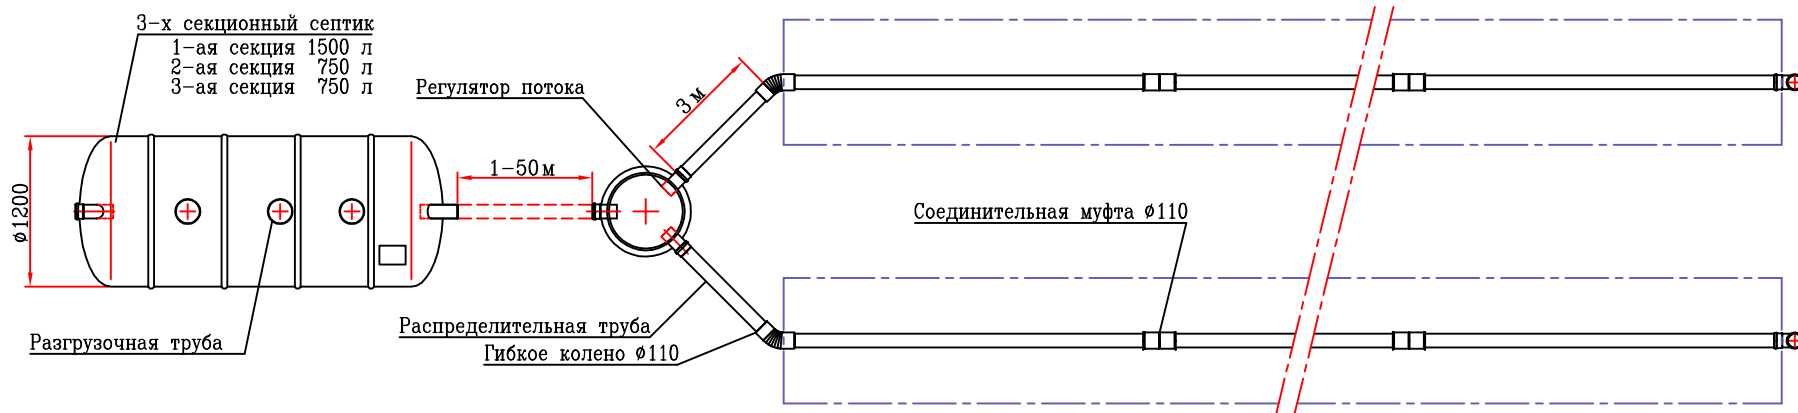 3-х секционный септик
1-ая секция 1500 л
2-ая секция 750 л
3-ая секция 750 л
Регулятор потока
3 м
1-50 м
ø1200
Соединительная муфта ø110
Распределительная труба
Разгрузочная труба
Гибкое колено ø110